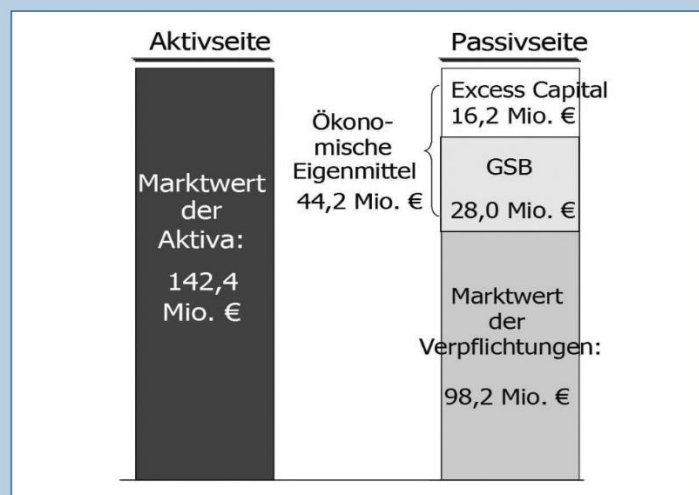 Aktivseite
Marktwert
der
Aktiva:
142,4
Mio. €
Ökono-
mische
Eigenmittel
44,2 Mio. €
Passivseite
Excess Capital
16,2 Mio. €
GSB
28,0 Mio. €
Marktwert
der
Verpflichtungen:
98,2 Mio. €